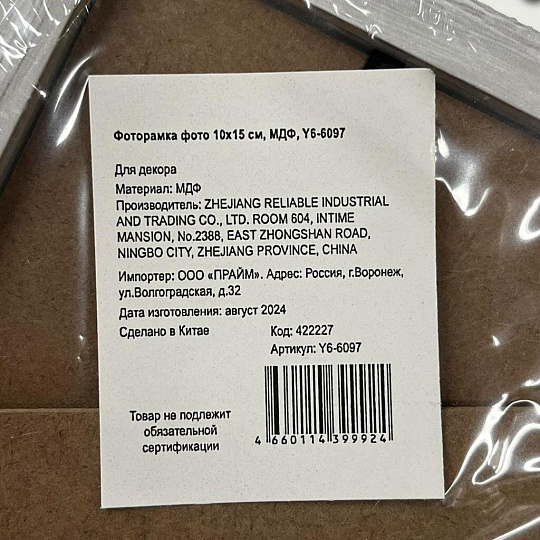 Фоторамка фото 10х15 см, МДФ, Y6-6097
Для декора
Материал: МДФ
Производитель: ZHEJIANG RELIABLE INDUSTRIAL
AND TRADING CO., LTD. ROOM 604, INTIME
MANSION, No.2388, EAST ZHONGSHAN ROAD,
NINGBO CITY, ZHEJIANG PROVINCE, CHINA
Импортер: ООО «ПРАЙМ». Адрес: Россия, г.Воронеж,
ул.Волгоградская, д.32
Дата изготовления: август 2024
Сделано в Китае
Код: 422227
Артикул: Y6-6097
Товар не подлежит
обязательной
сертификации
4 660114 399924